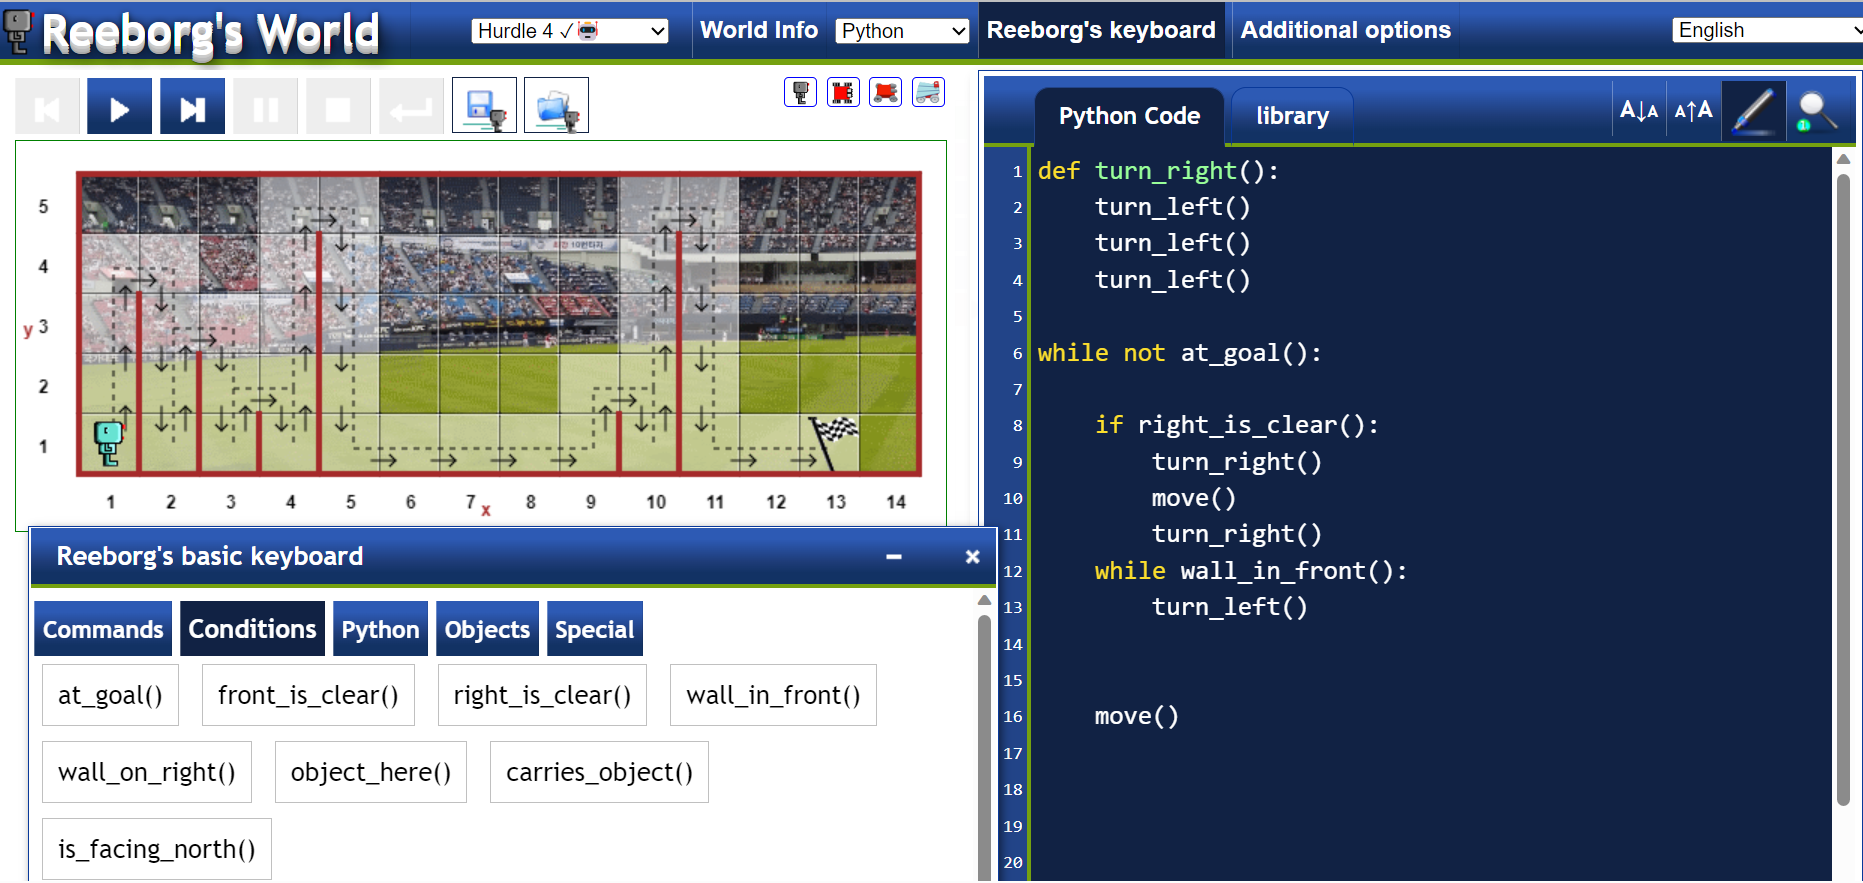 Reeborg's World
Hurdle 4 ✓🤖
World Info
Python
Reeborg's keyboard
Additional options
English
Python Code
library
A↓A
A↑A
1
5
4
y 3
2
1
1 2 3 4 5 6 7 x 8 9 10 11 12 13 14
Reeborg's basic keyboard
− ×
Commands
Conditions
Python
Objects
Special
at_goal()
front_is_clear()
right_is_clear()
wall_in_front()
wall_on_right()
object_here()
carries_object()
is_facing_north()
1 def turn_right():
2     turn_left()
3     turn_left()
4     turn_left()
5
6 while not at_goal():
7
8     if right_is_clear():
9         turn_right()
10         move()
11         turn_right()
12     while wall_in_front():
13         turn_left()
14
15
16     move()
17
18
19
20